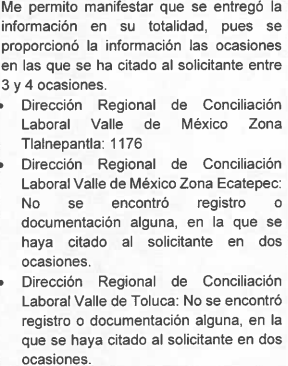 Me permito manifestar que se entregó la
información en su totalidad, pues se
proporcionó la información las ocasiones
en las que se ha citado al solicitante entre
3 y 4 ocasiones.
• Dirección Regional de Conciliación
Laboral Valle de México Zona
Tlalnepantla: 1176
• Dirección Regional de Conciliación
Laboral Valle de México Zona Ecatepec:
No se encontró registro o
documentación alguna, en la que se
haya citado al solicitante en dos
ocasiones.
• Dirección Regional de Conciliación
Laboral Valle de Toluca: No se encontró
registro o documentación alguna, en la
que se haya citado al solicitante en dos
ocasiones.